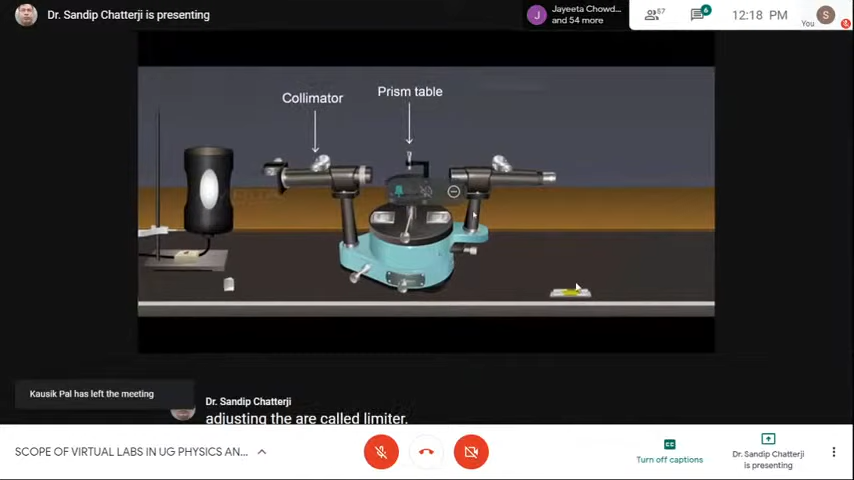 Dr. Sandip Chatterji is presenting
Jayeeta Chowd...
and 54 more
57
6
12:18 PM
You
S
J
Collimator
Prism table
Kausik Pal has left the meeting
Dr. Sandip Chatterji
adjusting the are called limiter.
SCOPE OF VIRTUAL LABS IN UG PHYSICS AN...
Turn off captions
Dr. Sandip Chatterji
is presenting